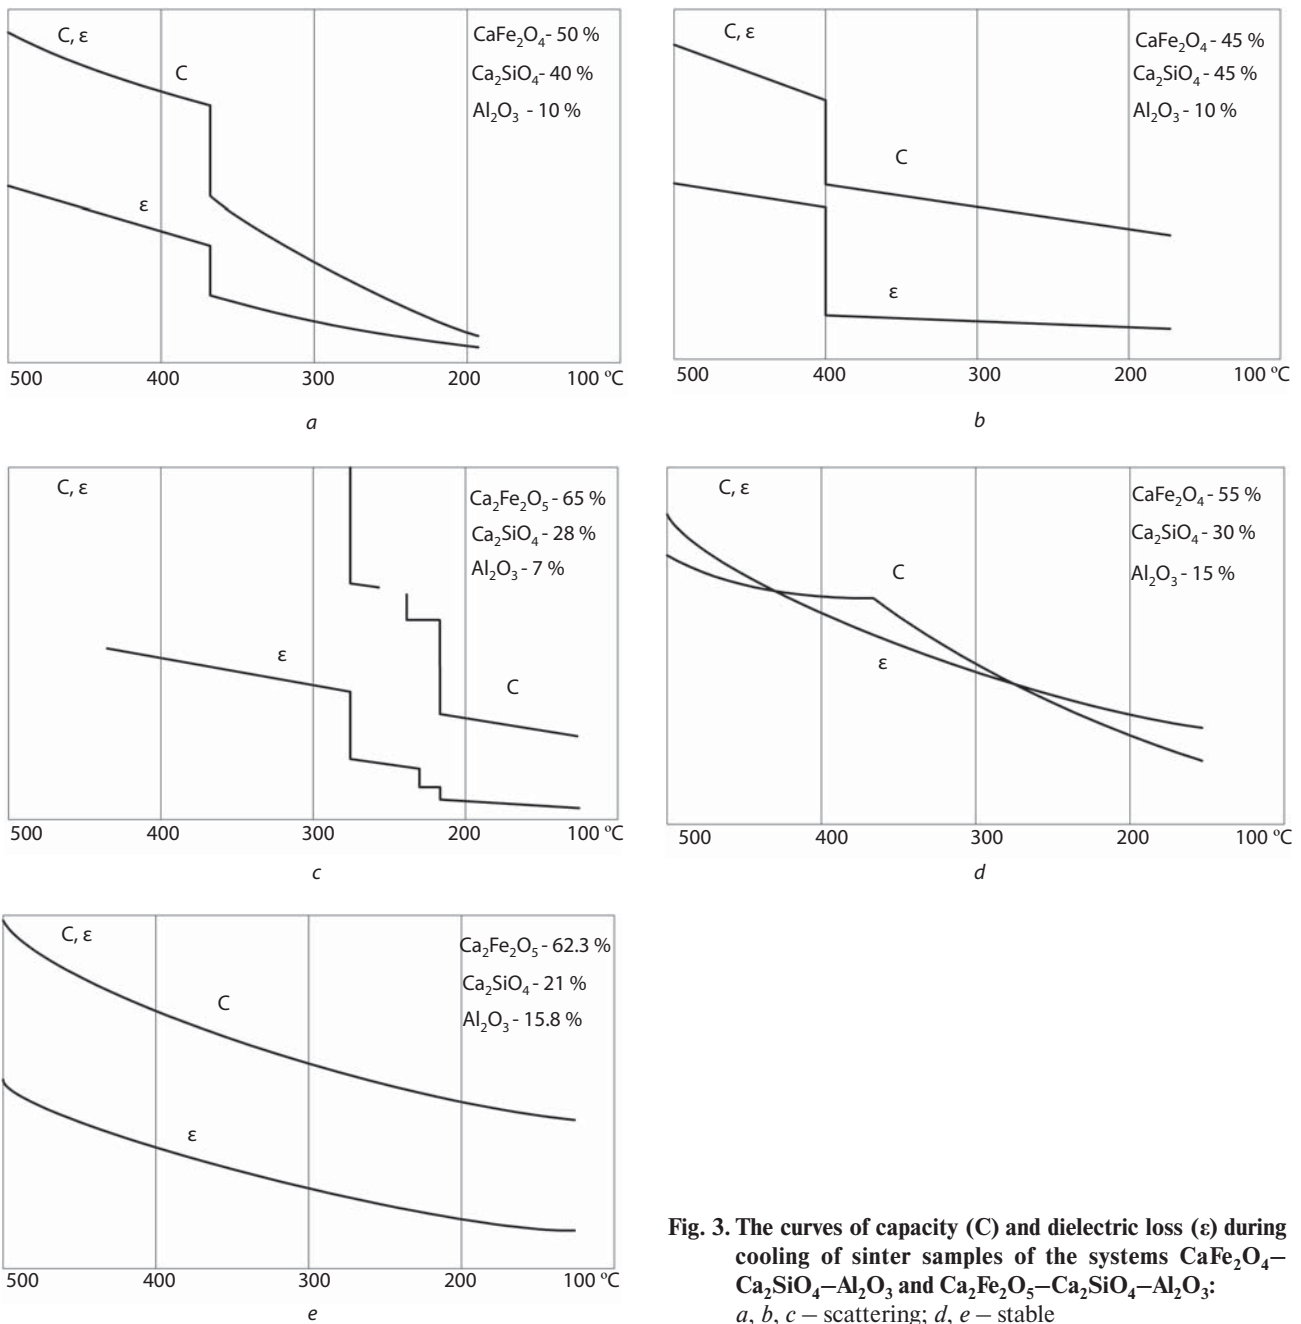 C, ε
C
ε
CaFe₂O₄- 50 %
Ca₂SiO₄- 40 %
Al₂O₃ - 10 %
500 400 300 200 100 ºC
a
C, ε
C
ε
CaFe₂O₄- 45 %
Ca₂SiO₄- 45 %
Al₂O₃ - 10 %
500 400 300 200 100 ºC
b
C, ε
ε
C
Ca₂Fe₂O₅- 65 %
Ca₂SiO₄- 28 %
Al₂O₃- 7 %
500 400 300 200 100 ºC
c
C, ε
C
ε
CaFe₂O₄- 55 %
Ca₂SiO₄- 30 %
Al₂O₃- 15 %
500 400 300 200 100 ºC
d
C, ε
C
ε
Ca₂Fe₂O₅- 62.3 %
Ca₂SiO₄- 21 %
Al₂O₃- 15.8 %
500 400 300 200 100 ºC
e
Fig. 3. The curves of capacity (C) and dielectric loss (ε) during
cooling of sinter samples of the systems CaFe₂O₄–
Ca₂SiO₄–Al₂O₃ and Ca₂Fe₂O₅–Ca₂SiO₄–Al₂O₃:
a, b, c – scattering; d, e – stable